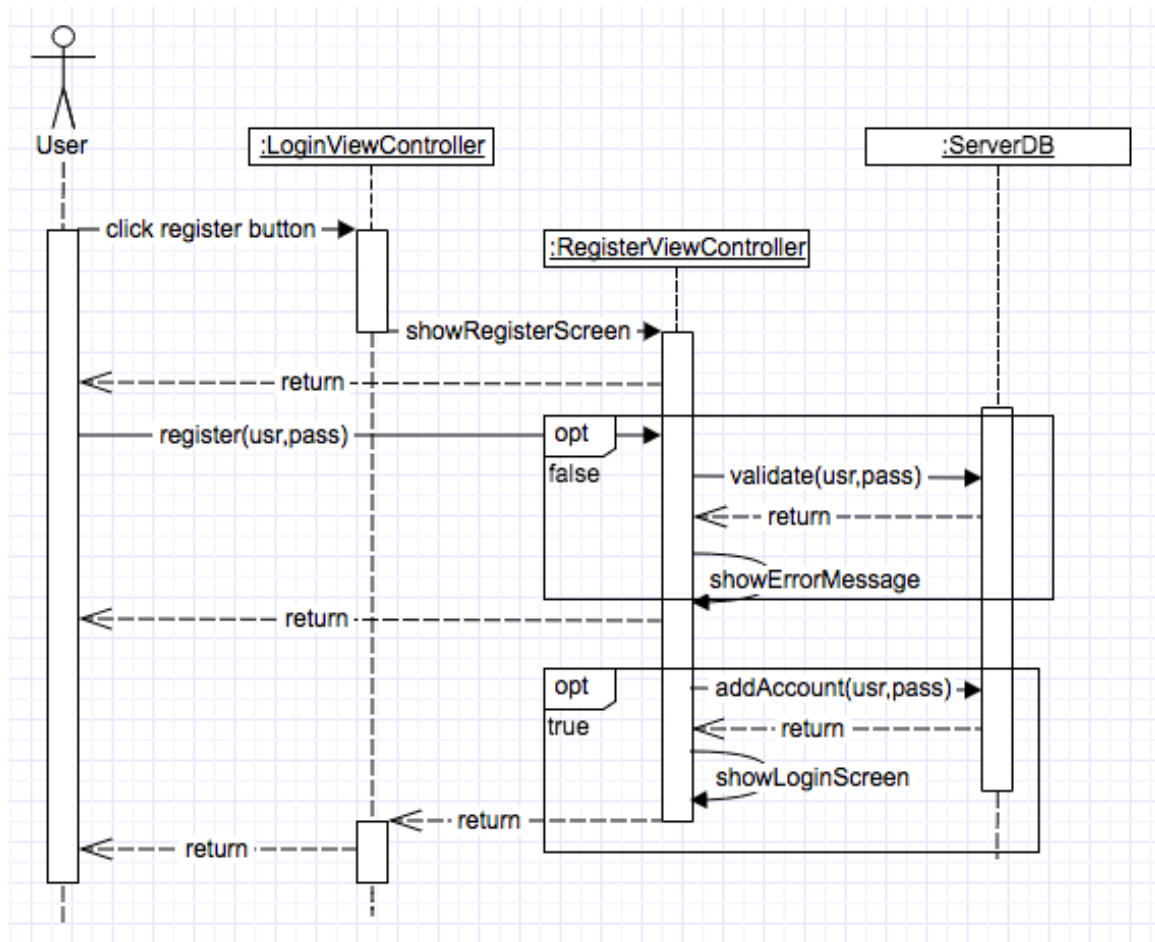 User
:LoginViewController
:ServerDB
click register button
:RegisterViewController
showRegisterScreen
return
register(usr,pass)
opt
false
validate(usr,pass)
return
showErrorMessage
return
opt
addAccount(usr,pass)
true
return
showLoginScreen
return
return